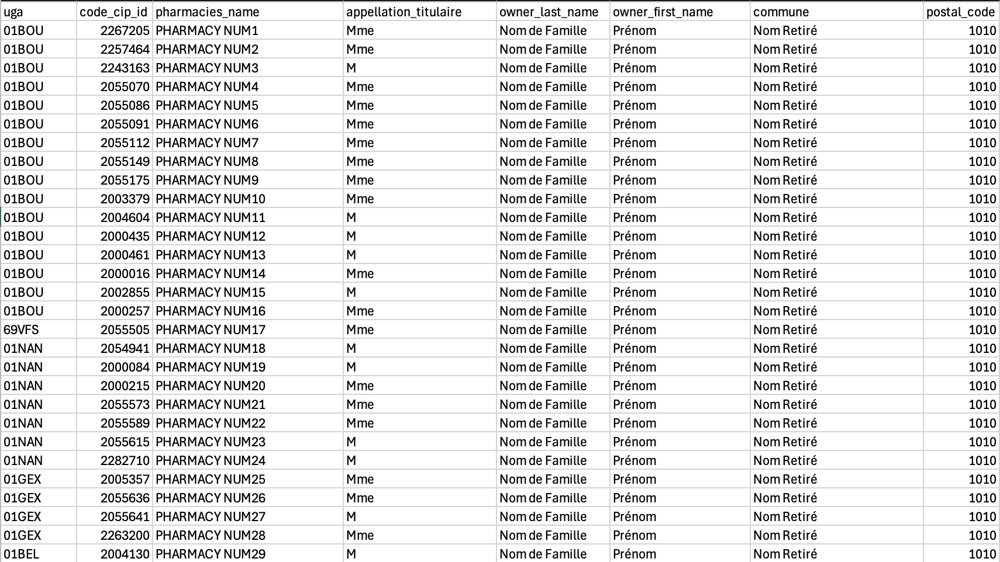 uga code_cip_id pharmacies_name appellation_titulaire owner_last_name owner_first_name commune postal_code
01BOU 2267205 PHARMACY NUM1 Mme Nom de Famille Prénom Nom Retiré 1010
01BOU 2257464 PHARMACY NUM2 Mme Nom de Famille Prénom Nom Retiré 1010
01BOU 2243163 PHARMACY NUM3 M Nom de Famille Prénom Nom Retiré 1010
01BOU 2055070 PHARMACY NUM4 Mme Nom de Famille Prénom Nom Retiré 1010
01BOU 2055086 PHARMACY NUM5 Mme Nom de Famille Prénom Nom Retiré 1010
01BOU 2055091 PHARMACY NUM6 Mme Nom de Famille Prénom Nom Retiré 1010
01BOU 2055112 PHARMACY NUM7 Mme Nom de Famille Prénom Nom Retiré 1010
01BOU 2055149 PHARMACY NUM8 Mme Nom de Famille Prénom Nom Retiré 1010
01BOU 2055175 PHARMACY NUM9 Mme Nom de Famille Prénom Nom Retiré 1010
01BOU 2003379 PHARMACY NUM10 Mme Nom de Famille Prénom Nom Retiré 1010
01BOU 2004604 PHARMACY NUM11 M Nom de Famille Prénom Nom Retiré 1010
01BOU 2000435 PHARMACY NUM12 M Nom de Famille Prénom Nom Retiré 1010
01BOU 2000461 PHARMACY NUM13 M Nom de Famille Prénom Nom Retiré 1010
01BOU 2000016 PHARMACY NUM14 Mme Nom de Famille Prénom Nom Retiré 1010
01BOU 2002855 PHARMACY NUM15 M Nom de Famille Prénom Nom Retiré 1010
01BOU 2000257 PHARMACY NUM16 Mme Nom de Famille Prénom Nom Retiré 1010
69VFS 2055505 PHARMACY NUM17 Mme Nom de Famille Prénom Nom Retiré 1010
01NAN 2054941 PHARMACY NUM18 M Nom de Famille Prénom Nom Retiré 1010
01NAN 2000084 PHARMACY NUM19 M Nom de Famille Prénom Nom Retiré 1010
01NAN 2000215 PHARMACY NUM20 Mme Nom de Famille Prénom Nom Retiré 1010
01NAN 2055573 PHARMACY NUM21 Mme Nom de Famille Prénom Nom Retiré 1010
01NAN 2055589 PHARMACY NUM22 Mme Nom de Famille Prénom Nom Retiré 1010
01NAN 2055615 PHARMACY NUM23 M Nom de Famille Prénom Nom Retiré 1010
01NAN 2282710 PHARMACY NUM24 M Nom de Famille Prénom Nom Retiré 1010
01GEX 2005357 PHARMACY NUM25 Mme Nom de Famille Prénom Nom Retiré 1010
01GEX 2055636 PHARMACY NUM26 Mme Nom de Famille Prénom Nom Retiré 1010
01GEX 2055641 PHARMACY NUM27 M Nom de Famille Prénom Nom Retiré 1010
01GEX 2263200 PHARMACY NUM28 Mme Nom de Famille Prénom Nom Retiré 1010
01BEL 2004130 PHARMACY NUM29 M Nom de Famille Prénom Nom Retiré 1010